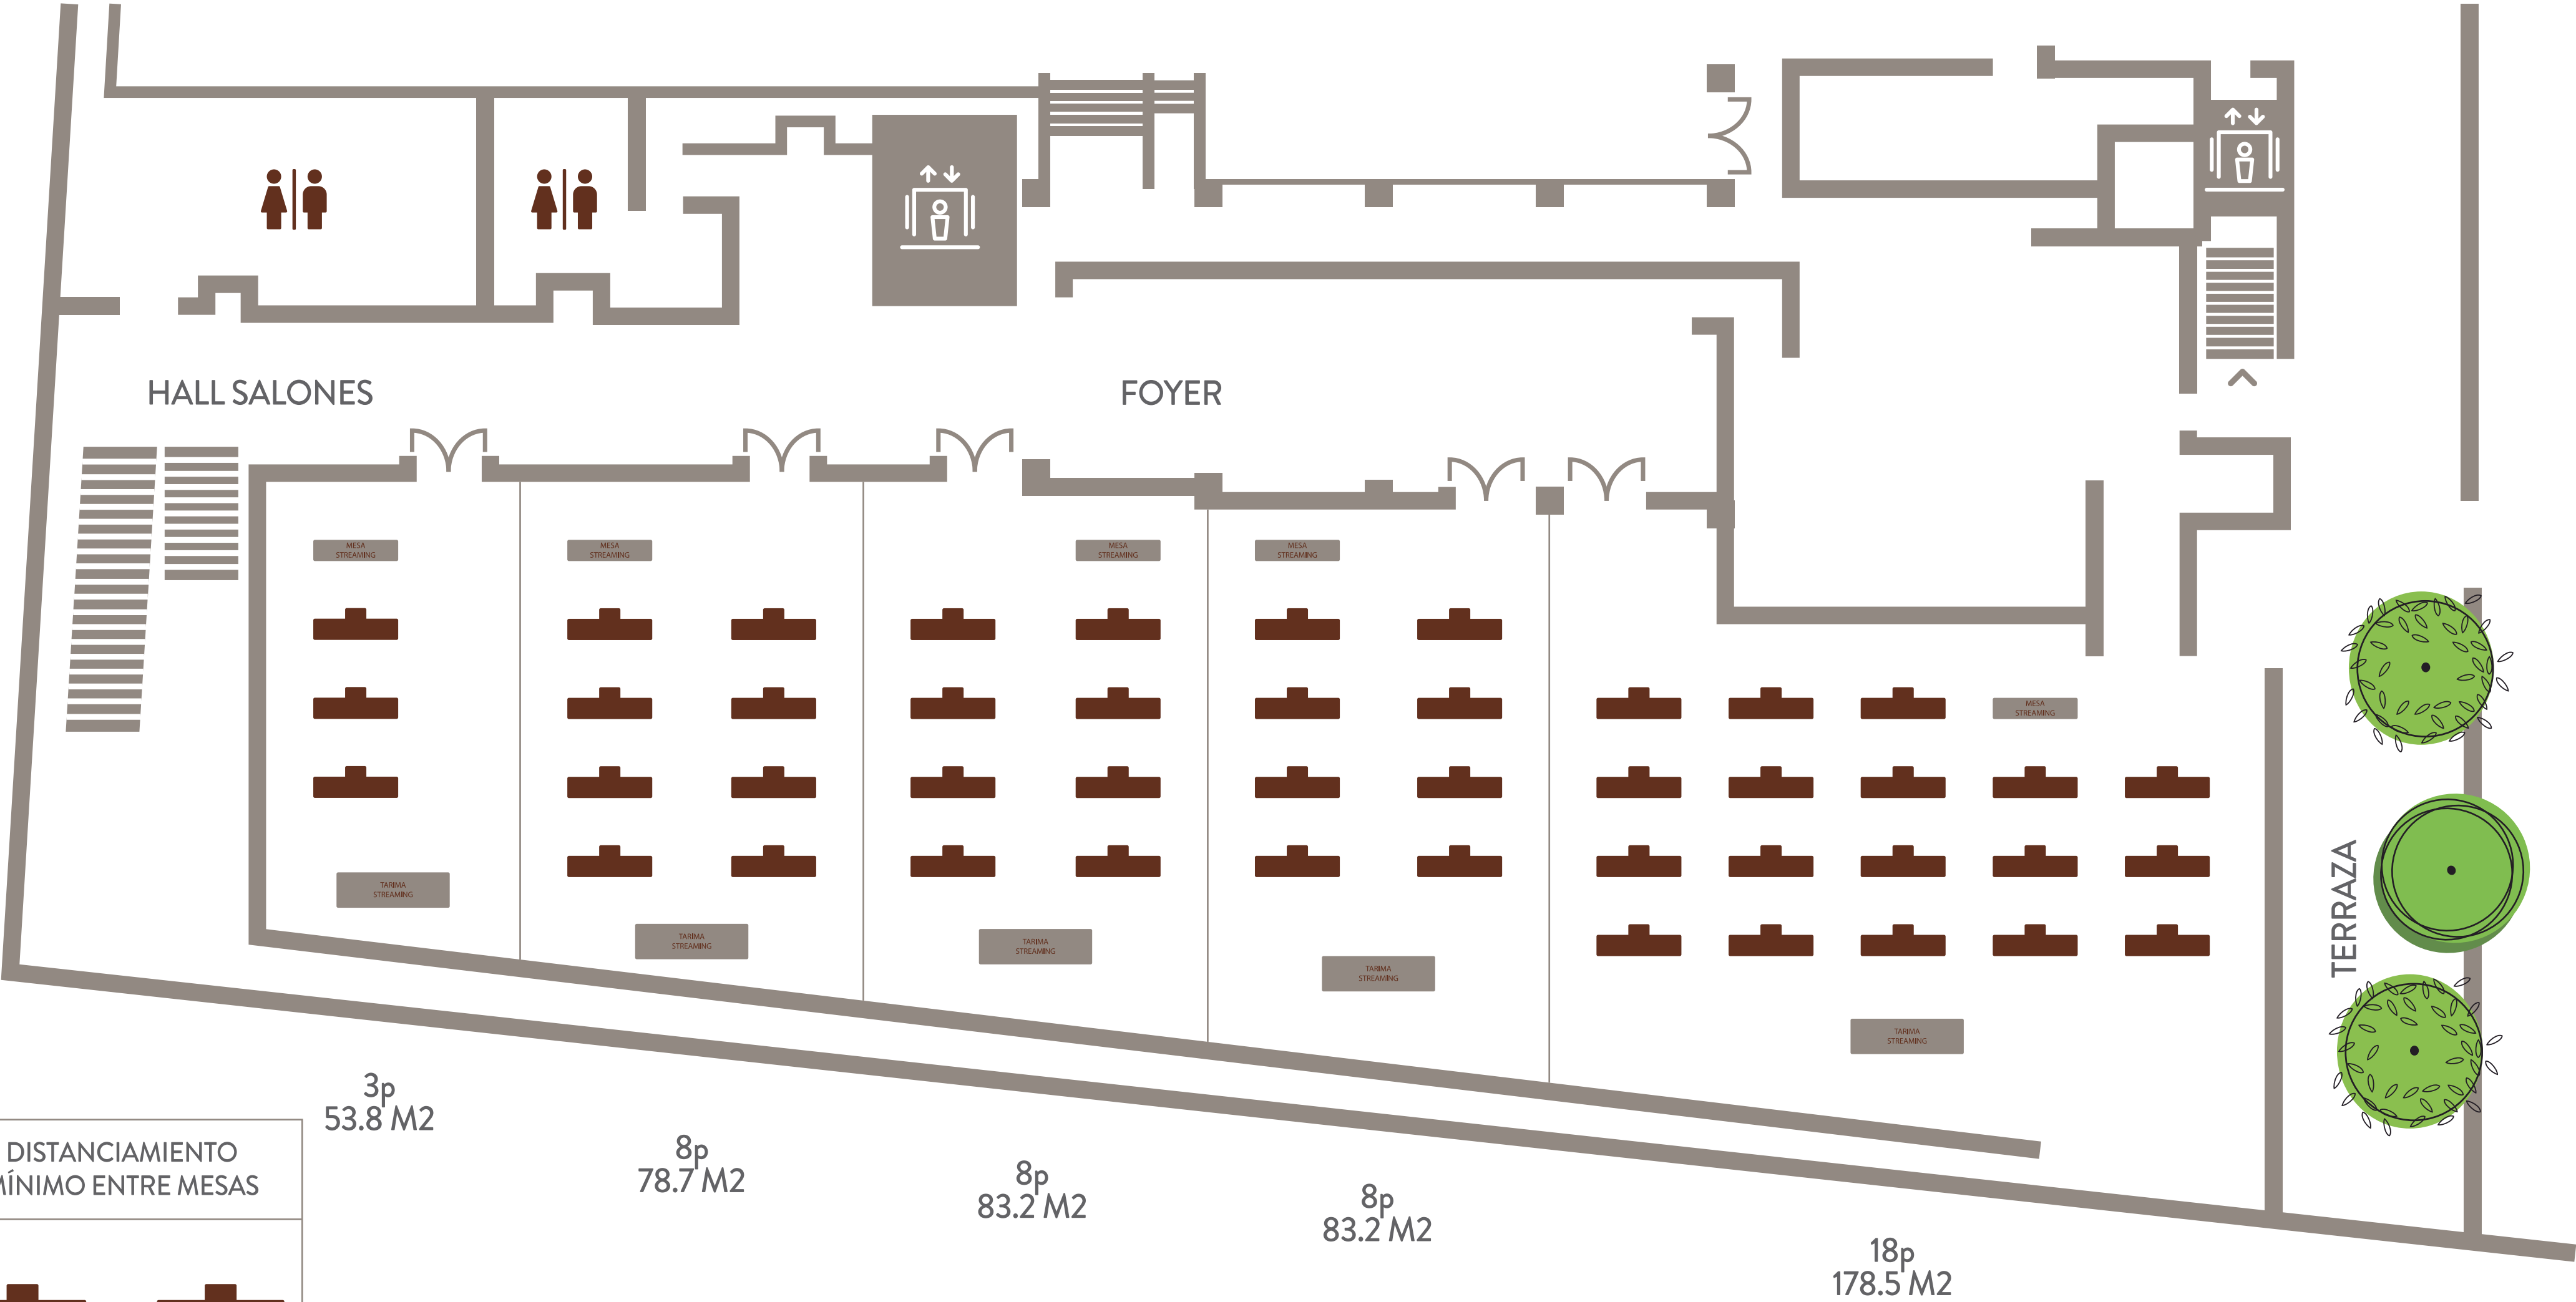 HALL SALONES
FOYER
MESA
STREAMING
MESA
STREAMING
MESA
STREAMING
MESA
STREAMING
MESA
STREAMING
TARIMA
STREAMING
TARIMA
STREAMING
TARIMA
STREAMING
TARIMA
STREAMING
TARIMA
STREAMING
TERRAZA
3p
53.8 M2
8p
78.7 M2
8p
83.2 M2
8p
83.2 M2
18p
178.5 M2
DISTANCIAMIENTO
MÍNIMO ENTRE MESAS